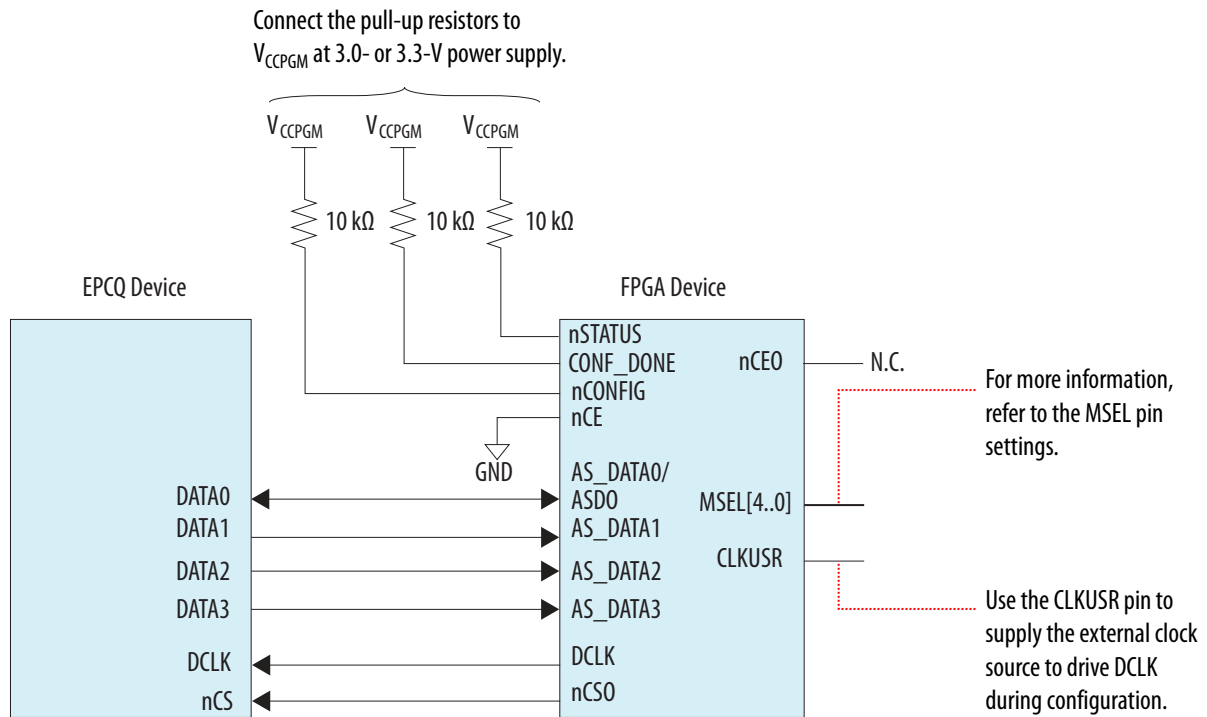 Connect the pull-up resistors to
VCCPGM at 3.0- or 3.3-V power supply.
VCCPGM VCCPGM VCCPGM
10 kΩ 10 kΩ 10 kΩ
EPCQ Device
FPGA Device
nSTATUS
CONF_DONE
nCONFIG
nCE
GND
nCEO
N.C.
For more information,
refer to the MSEL pin
settings.
DATA0
DATA1
DATA2
DATA3
DCLK
nCS
AS_DATA0/
ASDO
AS_DATA1
AS_DATA2
AS_DATA3
DCLK
nCSO
MSEL[4..0]
CLKUSR
Use the CLKUSR pin to
supply the external clock
source to drive DCLK
during configuration.